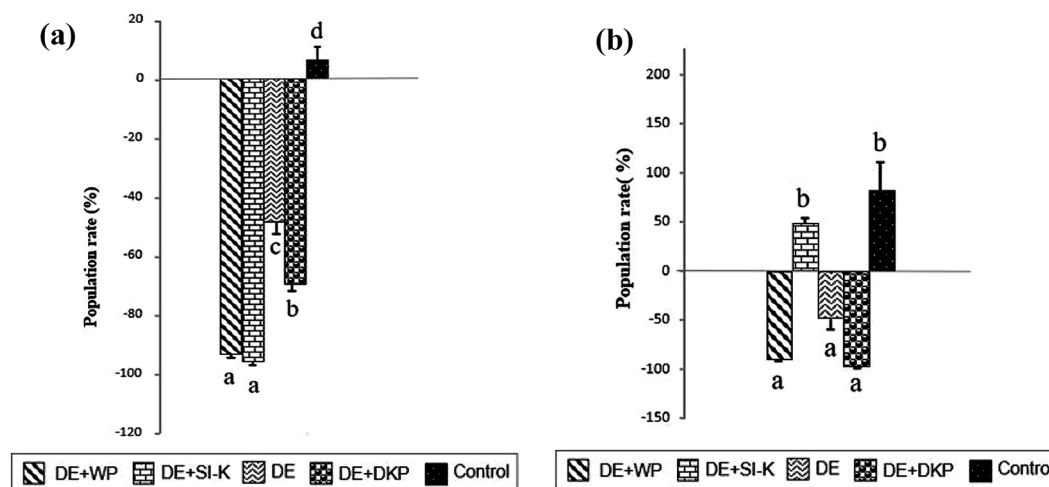 (a)
20
0
-20
-40
-60
-80
-100
-120
Population rate (%)
d
c
b
a a
DE+WP DE+SI-K DE DE+DKP Control
(b)
200
150
100
50
0
-50
-100
-150
Population rate( %)
b
b
a
a
a
DE+WP DE+SI-K DE DE+DKP Control